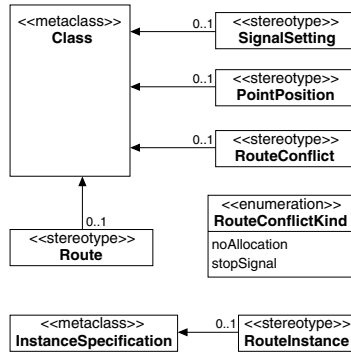 <<metaclass>>
Class
0..1
<<stereotype>>
SignalSetting
0..1
<<stereotype>>
PointPosition
0..1
<<stereotype>>
RouteConflict
0..1
<<stereotype>>
Route
<<enumeration>>
RouteConflictKind
noAllocation
stopSignal
<<metaclass>>
InstanceSpecification
0..1
<<stereotype>>
RouteInstance